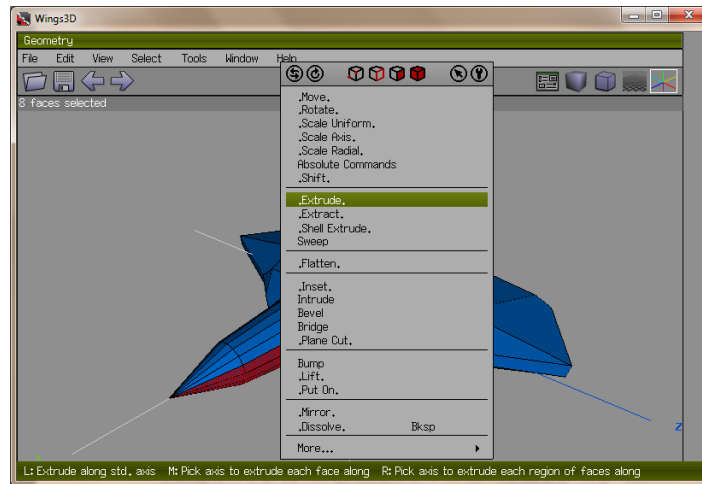 Wings3D
Geometry
File Edit View Select Tools Window Help
8 faces selected
.Move.
.Rotate.
.Scale Uniform.
.Scale Axis.
.Scale Radial.
Absolute Commands
.Shift.
.Extrude.
.Extract.
.Shell Extrude.
Sweep
.Flatten.
.Inset.
Intrude
Bevel
Bridge
.Plane Cut.
Bump
.Lift.
.Put On.
.Mirror.
.Dissolve. Bksp
More...
Z
L: Extrude along std. axis M: Pick axis to extrude each face along R: Pick axis to extrude each region of faces along